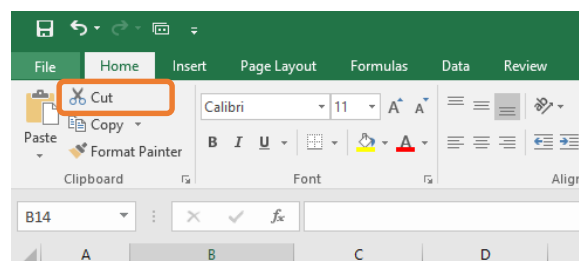 File Home Insert Page Layout Formulas Data Review
Cut
Calibri 11 A A
Copy
Paste
Format Painter
B I U A
Clipboard Font Align
B14 fx
A B C D